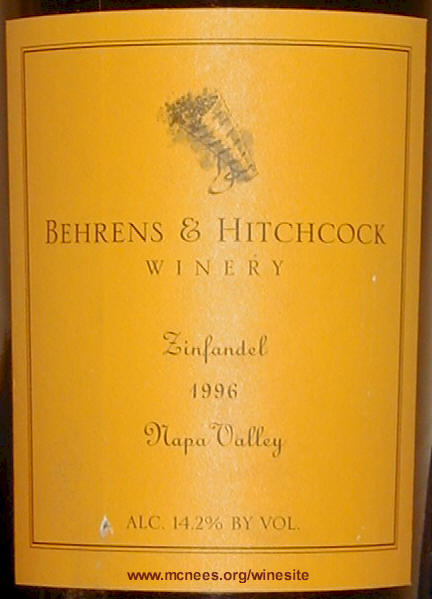 BEHRENS & HITCHCOCK
WINERY
Zinfandel
1996
Napa Valley
ALC. 14.2% BY VOL.
www.mcnees.org/winesite